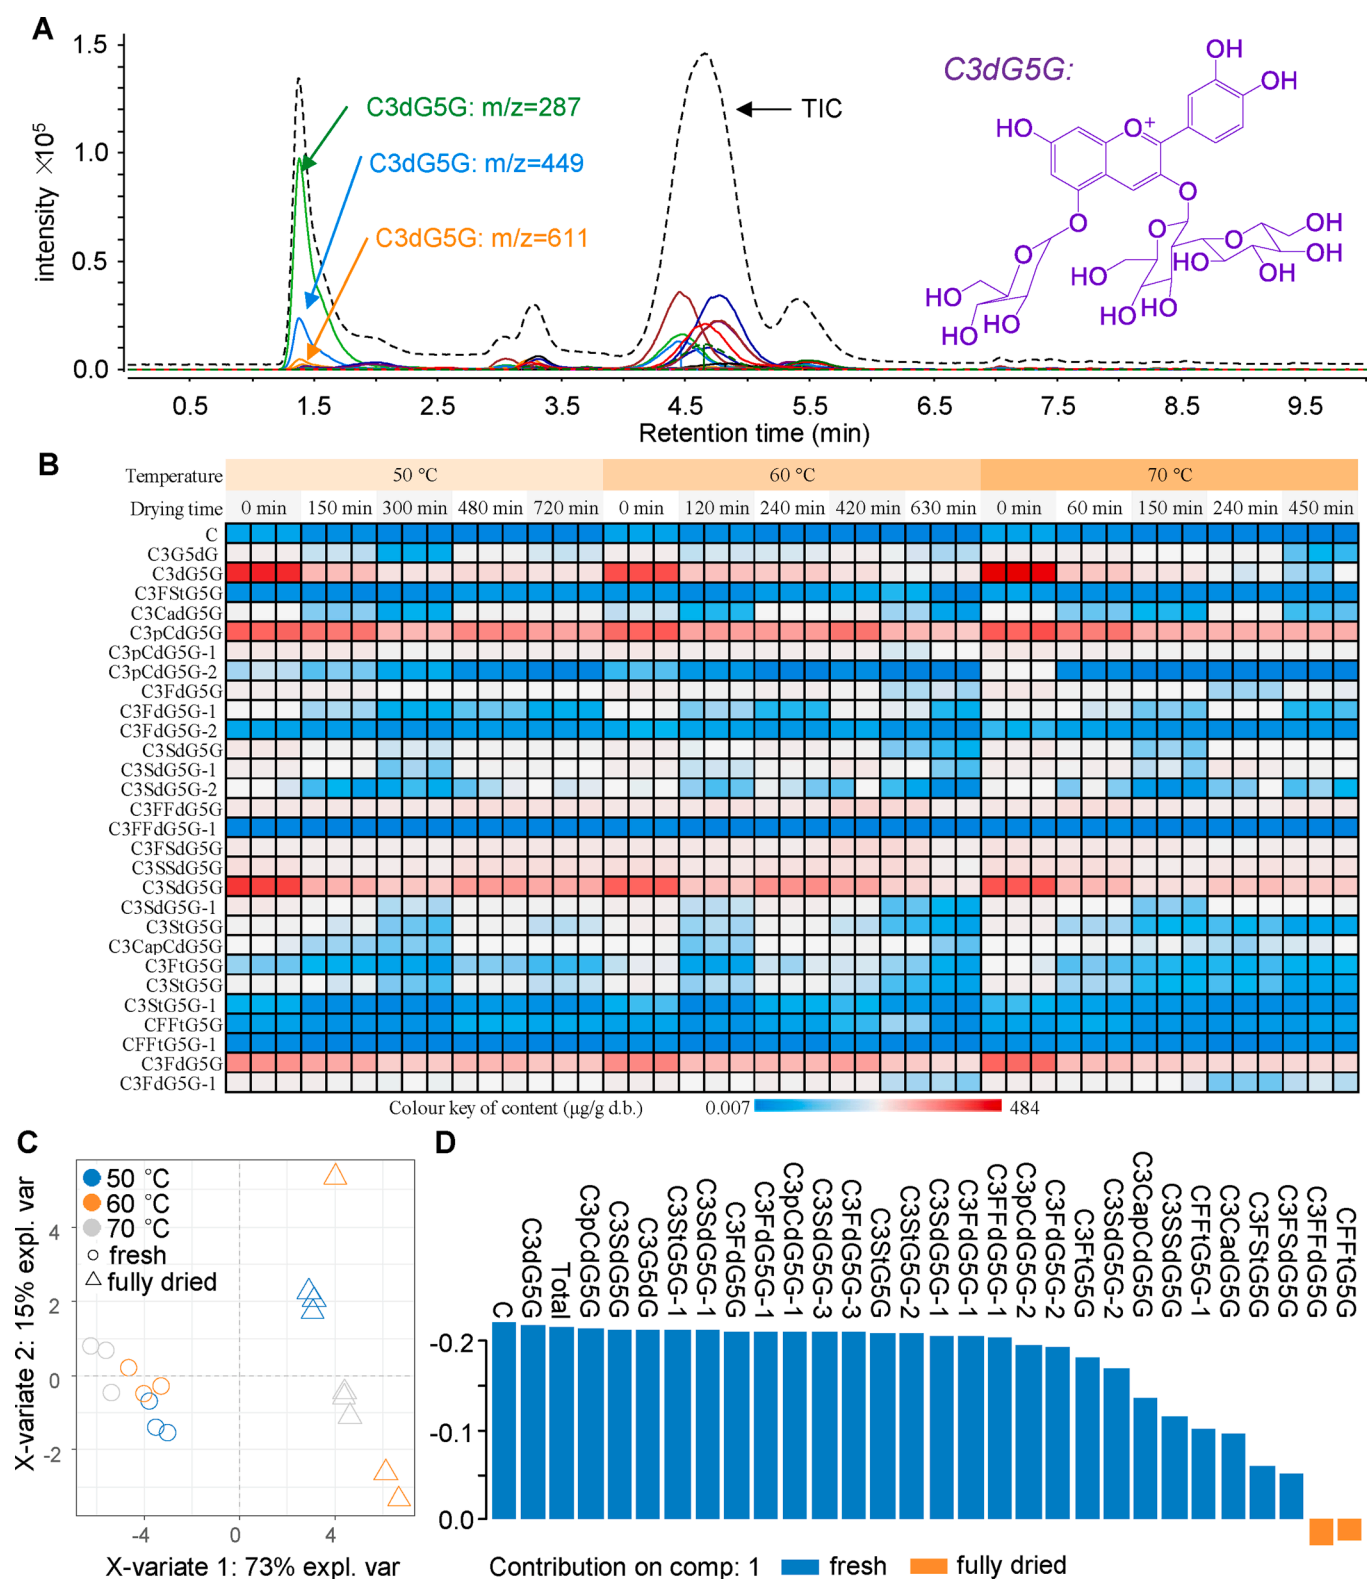 A
1.5
1.0
0.5
0.0
intensity ×10⁵
C3dG5G: m/z=287
C3dG5G: m/z=449
C3dG5G: m/z=611
TIC
C3dG5G:
OH
OH
HO
O+
O
O
O
O
O
HO
HO
HO
HO
HO
HO
HO
OH
OH
OH
0.5 1.5 2.5 3.5 4.5 5.5 6.5 7.5 8.5 9.5
Retention time (min)
B
Temperature 50 °C 60 °C 70 °C
Drying time 0 min 150 min 300 min 480 min 720 min 0 min 120 min 240 min 420 min 630 min 0 min 60 min 150 min 240 min 450 min
C
C3G5dG
C3dG5G
C3FStG5G
C3CadG5G
C3pCdG5G
C3pCdG5G-1
C3pCdG5G-2
C3FdG5G
C3FdG5G-1
C3FdG5G-2
C3SdG5G
C3SdG5G-1
C3SdG5G-2
C3FFdG5G
C3FFdG5G-1
C3FSdG5G
C3SSdG5G
C3SdG5G
C3SdG5G-1
C3StG5G
C3CapCdG5G
C3FtG5G
C3StG5G
C3StG5G-1
CFFtG5G
CFFtG5G-1
C3FdG5G
C3FdG5G-1
Colour key of content (μg/g d.b.) 0.007 484
C
50 °C
60 °C
70 °C
fresh
fully dried
4
2
0
-2
-4 0 4
X-variate 2: 15% expl. var
X-variate 1: 73% expl. var
D
C
C3dG5G
Total
C3pCdG5G
C3SdG5G
C3G5dG
C3StG5G-1
C3SdG5G-1
C3FdG5G
C3FdG5G-1
C3pCdG5G-1
C3SdG5G-3
C3FdG5G-3
C3StG5G
C3StG5G-2
C3SdG5G-1
C3FdG5G-1
C3FFdG5G-1
C3pCdG5G-2
C3FdG5G-2
C3FtG5G
C3SdG5G-2
C3CapCdG5G
C3SSdG5G
CFFtG5G-1
C3CadG5G
C3FStG5G
C3FSdG5G
C3FFdG5G
CFFtG5G
-0.2
-0.1
0.0
Contribution on comp: 1 fresh fully dried